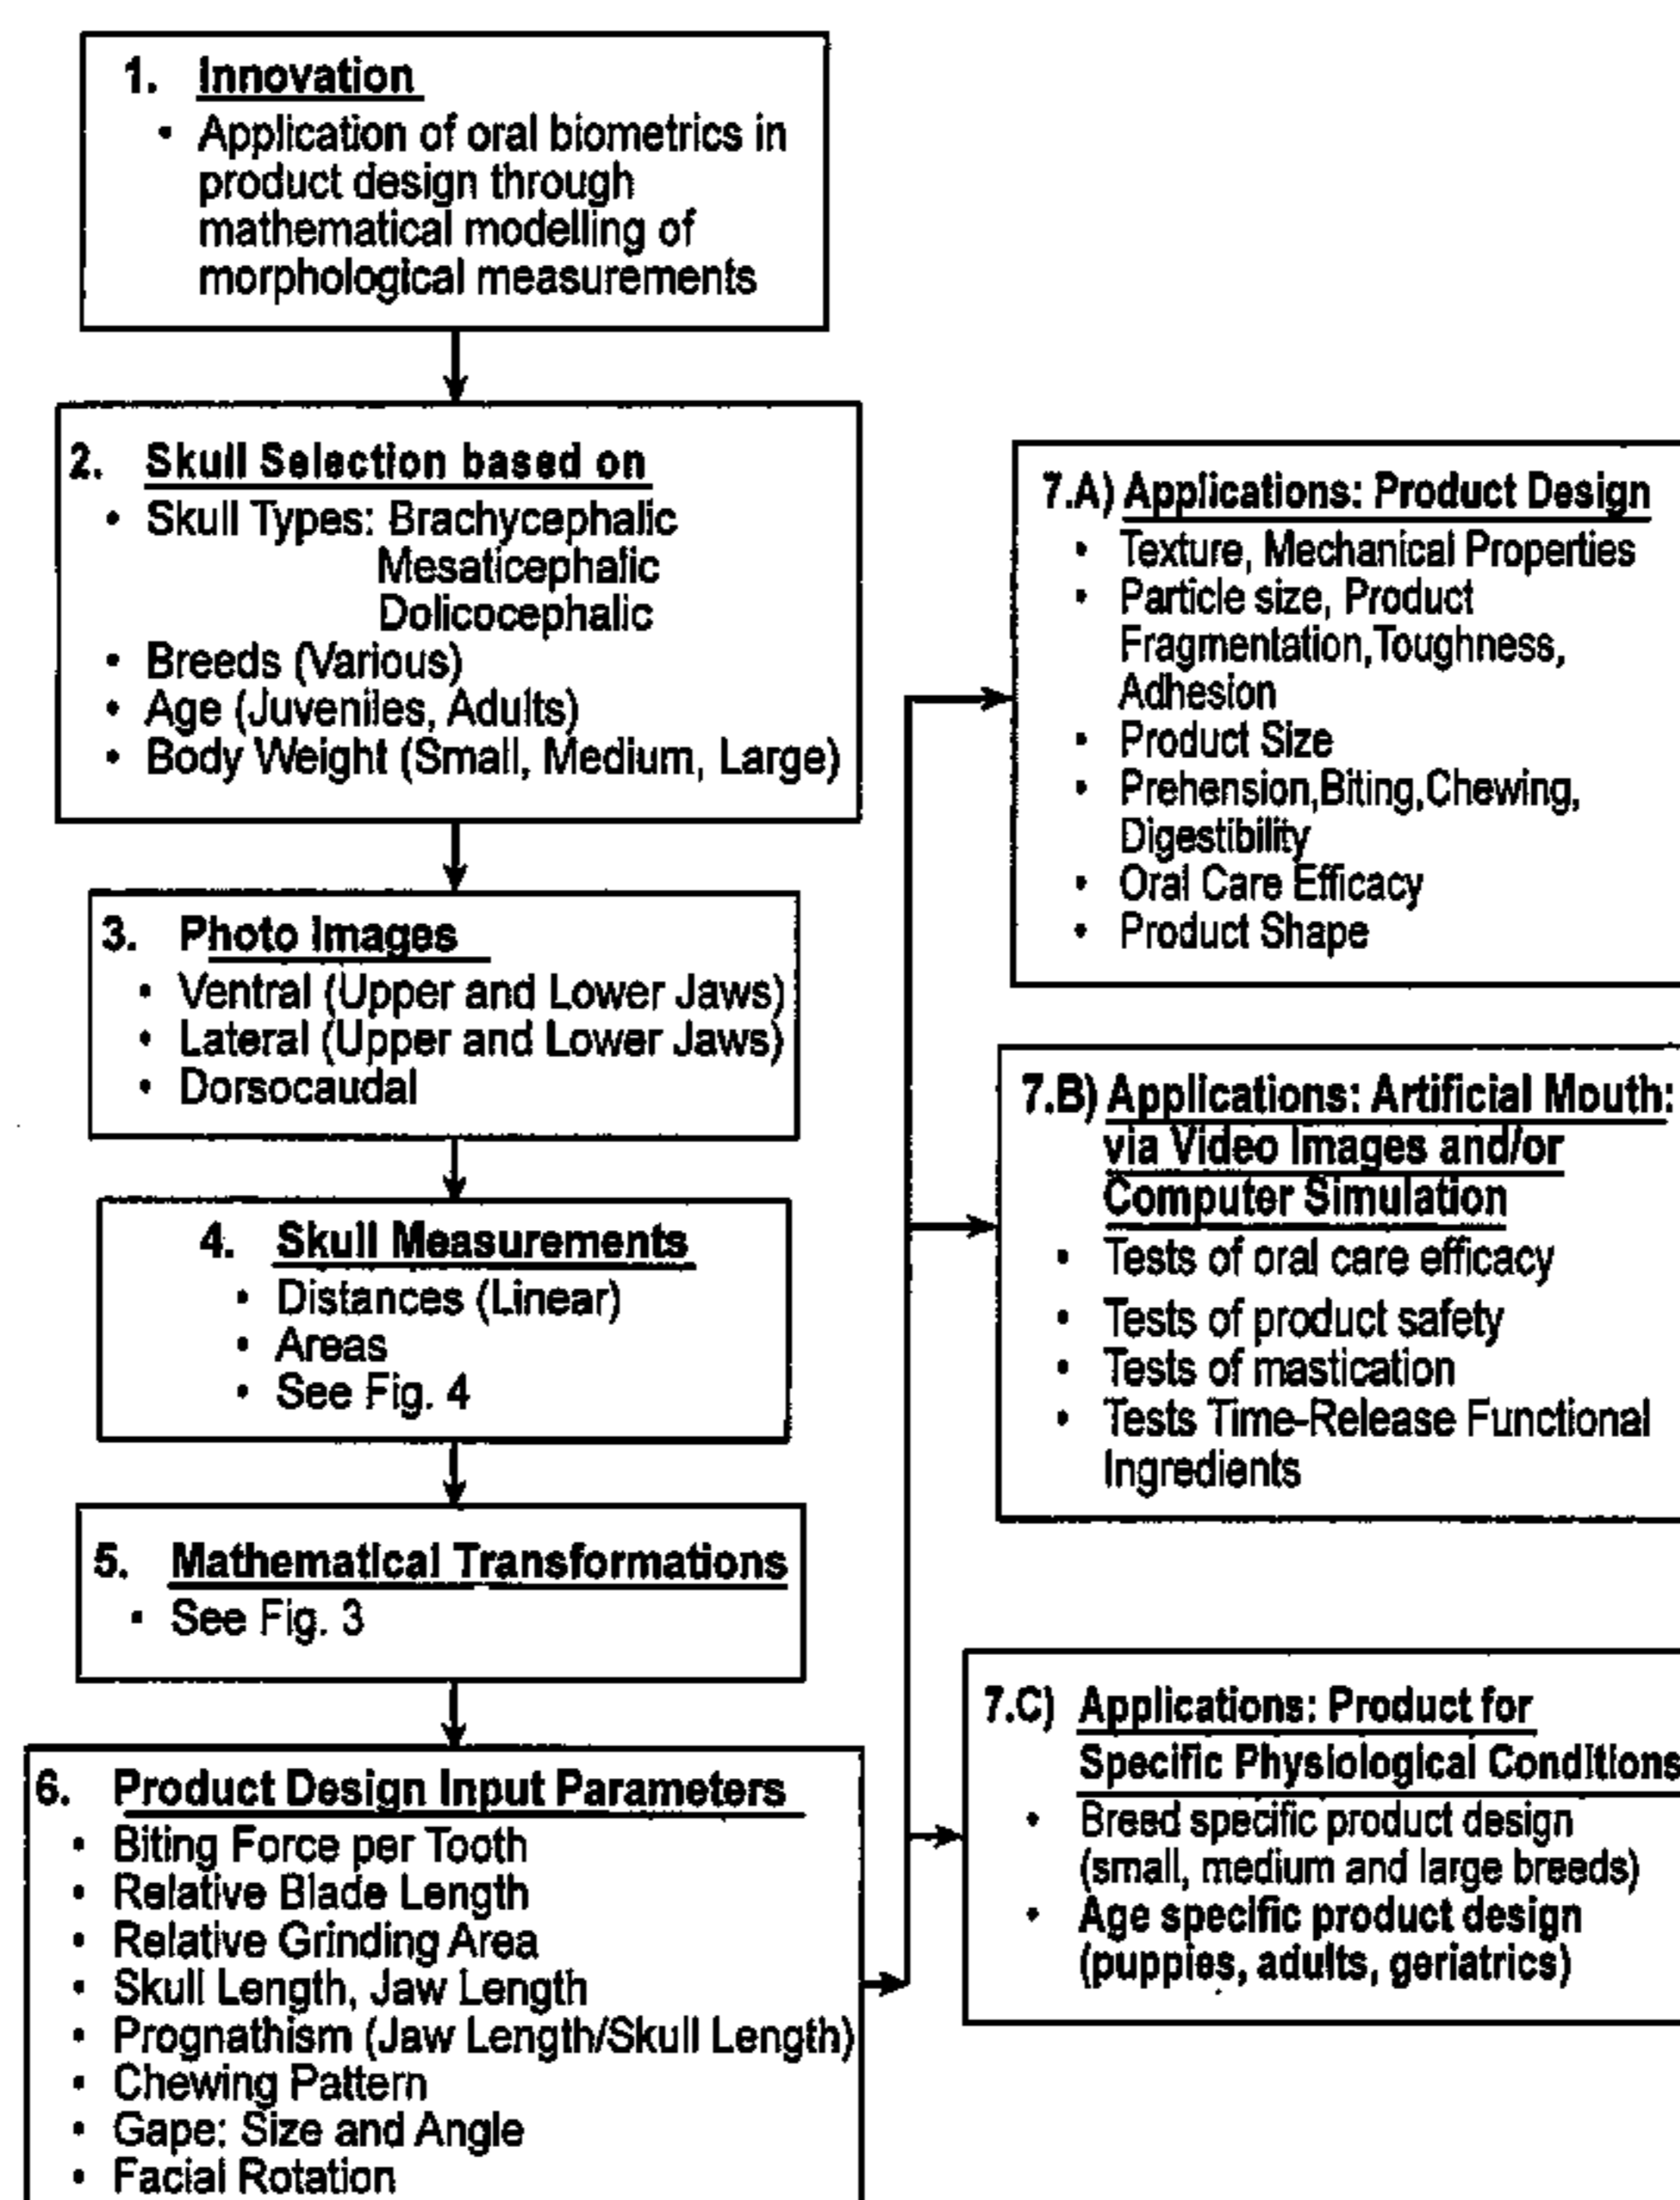 1. Innovation
• Application of oral biometrics in
product design through
mathematical modelling of
morphological measurements
2. Skull Selection based on
• Skull Types: Brachycephalic
Mesaticephalic
Dolicocephalic
• Breeds (Various)
• Age (Juveniles, Adults)
• Body Weight (Small, Medium, Large)
3. Photo Images
• Ventral (Upper and Lower Jaws)
• Lateral (Upper and Lower Jaws)
• Dorsocaudal
4. Skull Measurements
• Distances (Linear)
• Areas
• See Fig. 4
5. Mathematical Transformations
• See Fig. 3
6. Product Design Input Parameters
• Biting Force per Tooth
• Relative Blade Length
• Relative Grinding Area
• Skull Length, Jaw Length
• Prognathism (Jaw Length/Skull Length)
• Chewing Pattern
• Gape: Size and Angle
• Facial Rotation
7.A) Applications: Product Design
• Texture, Mechanical Properties
• Particle size, Product
Fragmentation,Toughness,
Adhesion
• Product Size
• Prehension,Biting,Chewing,
Digestibility
• Oral Care Efficacy
• Product Shape
7.B) Applications: Artificial Mouth:
via Video Images and/or
Computer Simulation
• Tests of oral care efficacy
• Tests of product safety
• Tests of mastication
• Tests Time-Release Functional
Ingredients
7.C) Applications: Product for
Specific Physiological Conditions
• Breed specific product design
(small, medium and large breeds)
• Age specific product design
(puppies, adults, geriatrics)